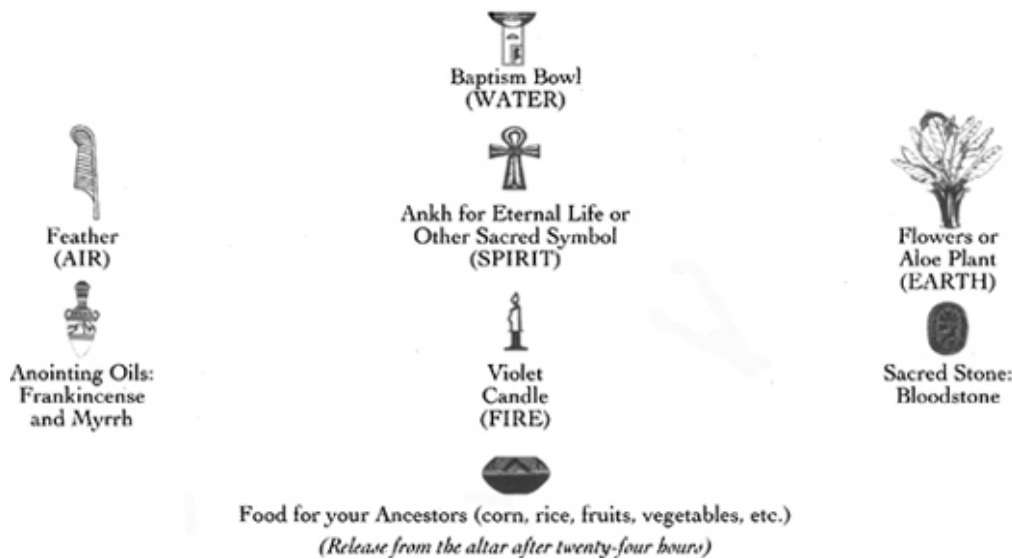 Baptism Bowl
(WATER)
Feather
(AIR)
Ankh for Eternal Life or
Other Sacred Symbol
(SPIRIT)
Flowers or
Aloe Plant
(EARTH)
Anointing Oils:
Frankincense
and Myrrh
Violet
Candle
(FIRE)
Sacred Stone:
Bloodstone
Food for your Ancestors (corn, rice, fruits, vegetables, etc.)
(Release from the altar after twenty-four hours)